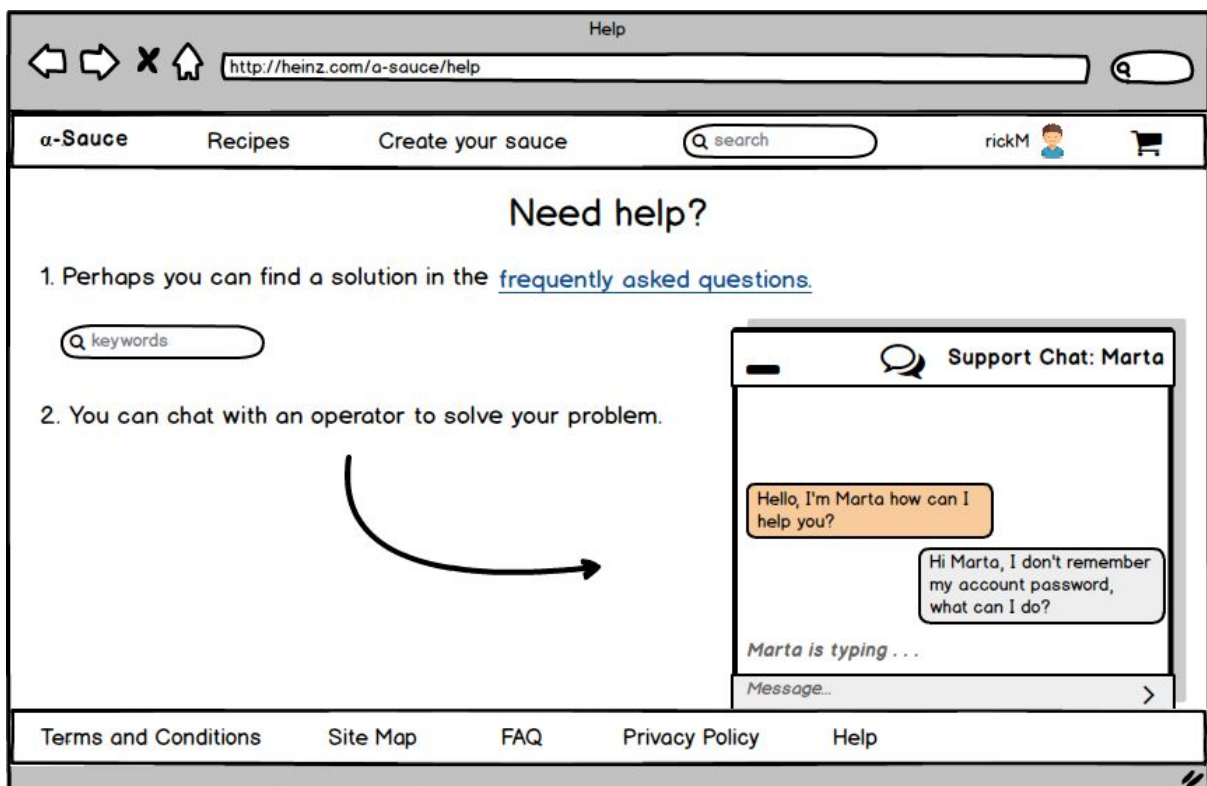 Help
http://heinz.com/a-sauce/help
α-Sauce Recipes Create your sauce search rickM
Need help?
1. Perhaps you can find a solution in the frequently asked questions.
keywords
2. You can chat with an operator to solve your problem.
Support Chat: Marta
Hello, I'm Marta how can I
help you?
Hi Marta, I don't remember
my account password,
what can I do?
Marta is typing . . .
Message...
Terms and Conditions Site Map FAQ Privacy Policy Help